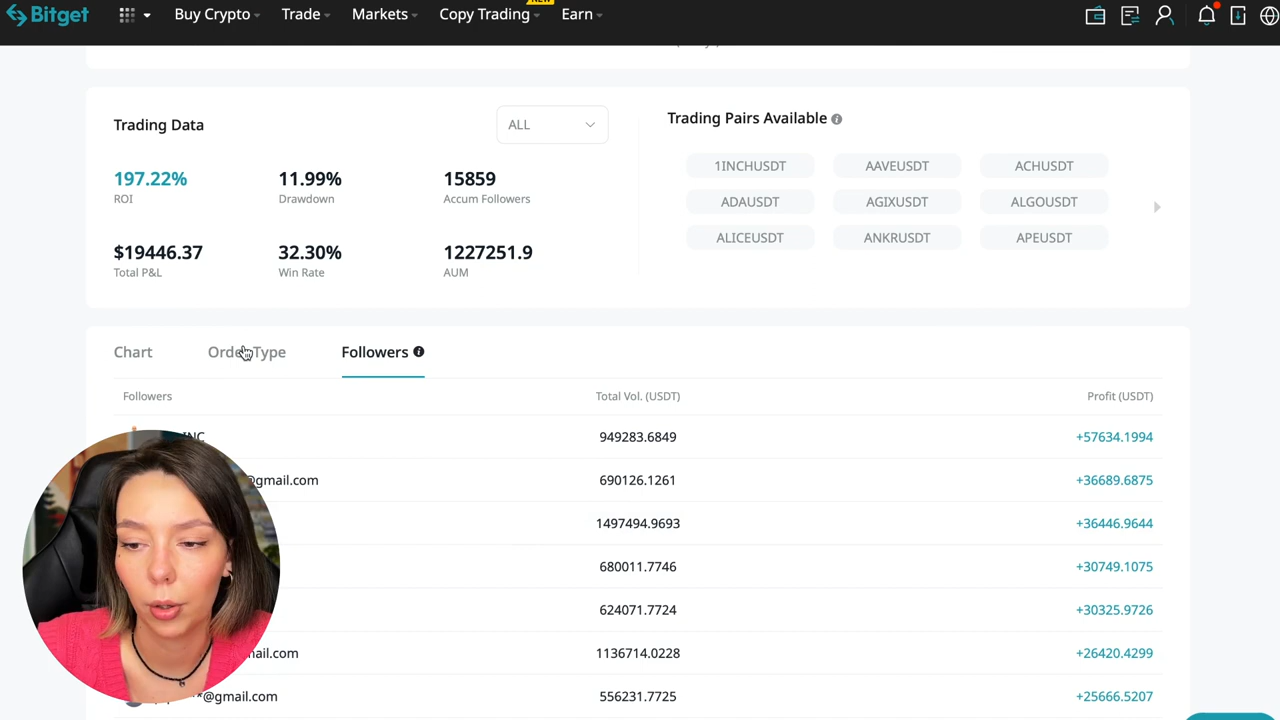 Bitget Buy Crypto Trade Markets Copy Trading NEW Earn
Trading Data ALL Trading Pairs Available
197.22% 11.99% 15859
ROI Drawdown Accum Followers
$19446.37 32.30% 1227251.9
Total P&L Win Rate AUM
1INCHUSDT AAVEUSDT ACHUSDT
ADAUSDT AGIXUSDT ALGOUSDT
ALICEUSDT ANKRUSDT APEUSDT
Chart Order Type Followers
Followers Total Vol. (USDT) Profit (USDT)
949283.6849 +57634.1994
@gmail.com 690126.1261 +36689.6875
1497494.9693 +36446.9644
680011.7746 +30749.1075
624071.7724 +30325.9726
ail.com 1136714.0228 +26420.4299
*@gmail.com 556231.7725 +25666.5207